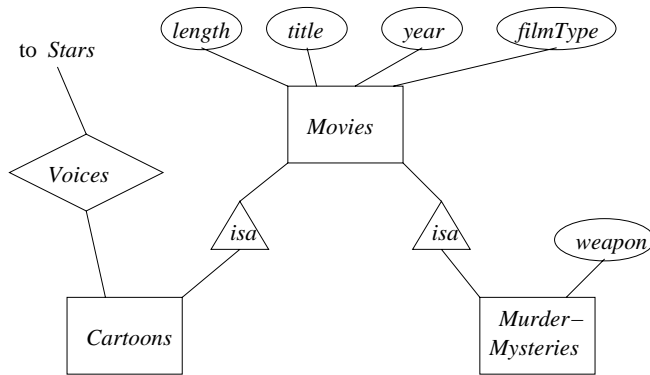 length
title
year
filmType
to Stars
Movies
Voices
isa
isa
weapon
Cartoons
Murder−
Mysteries